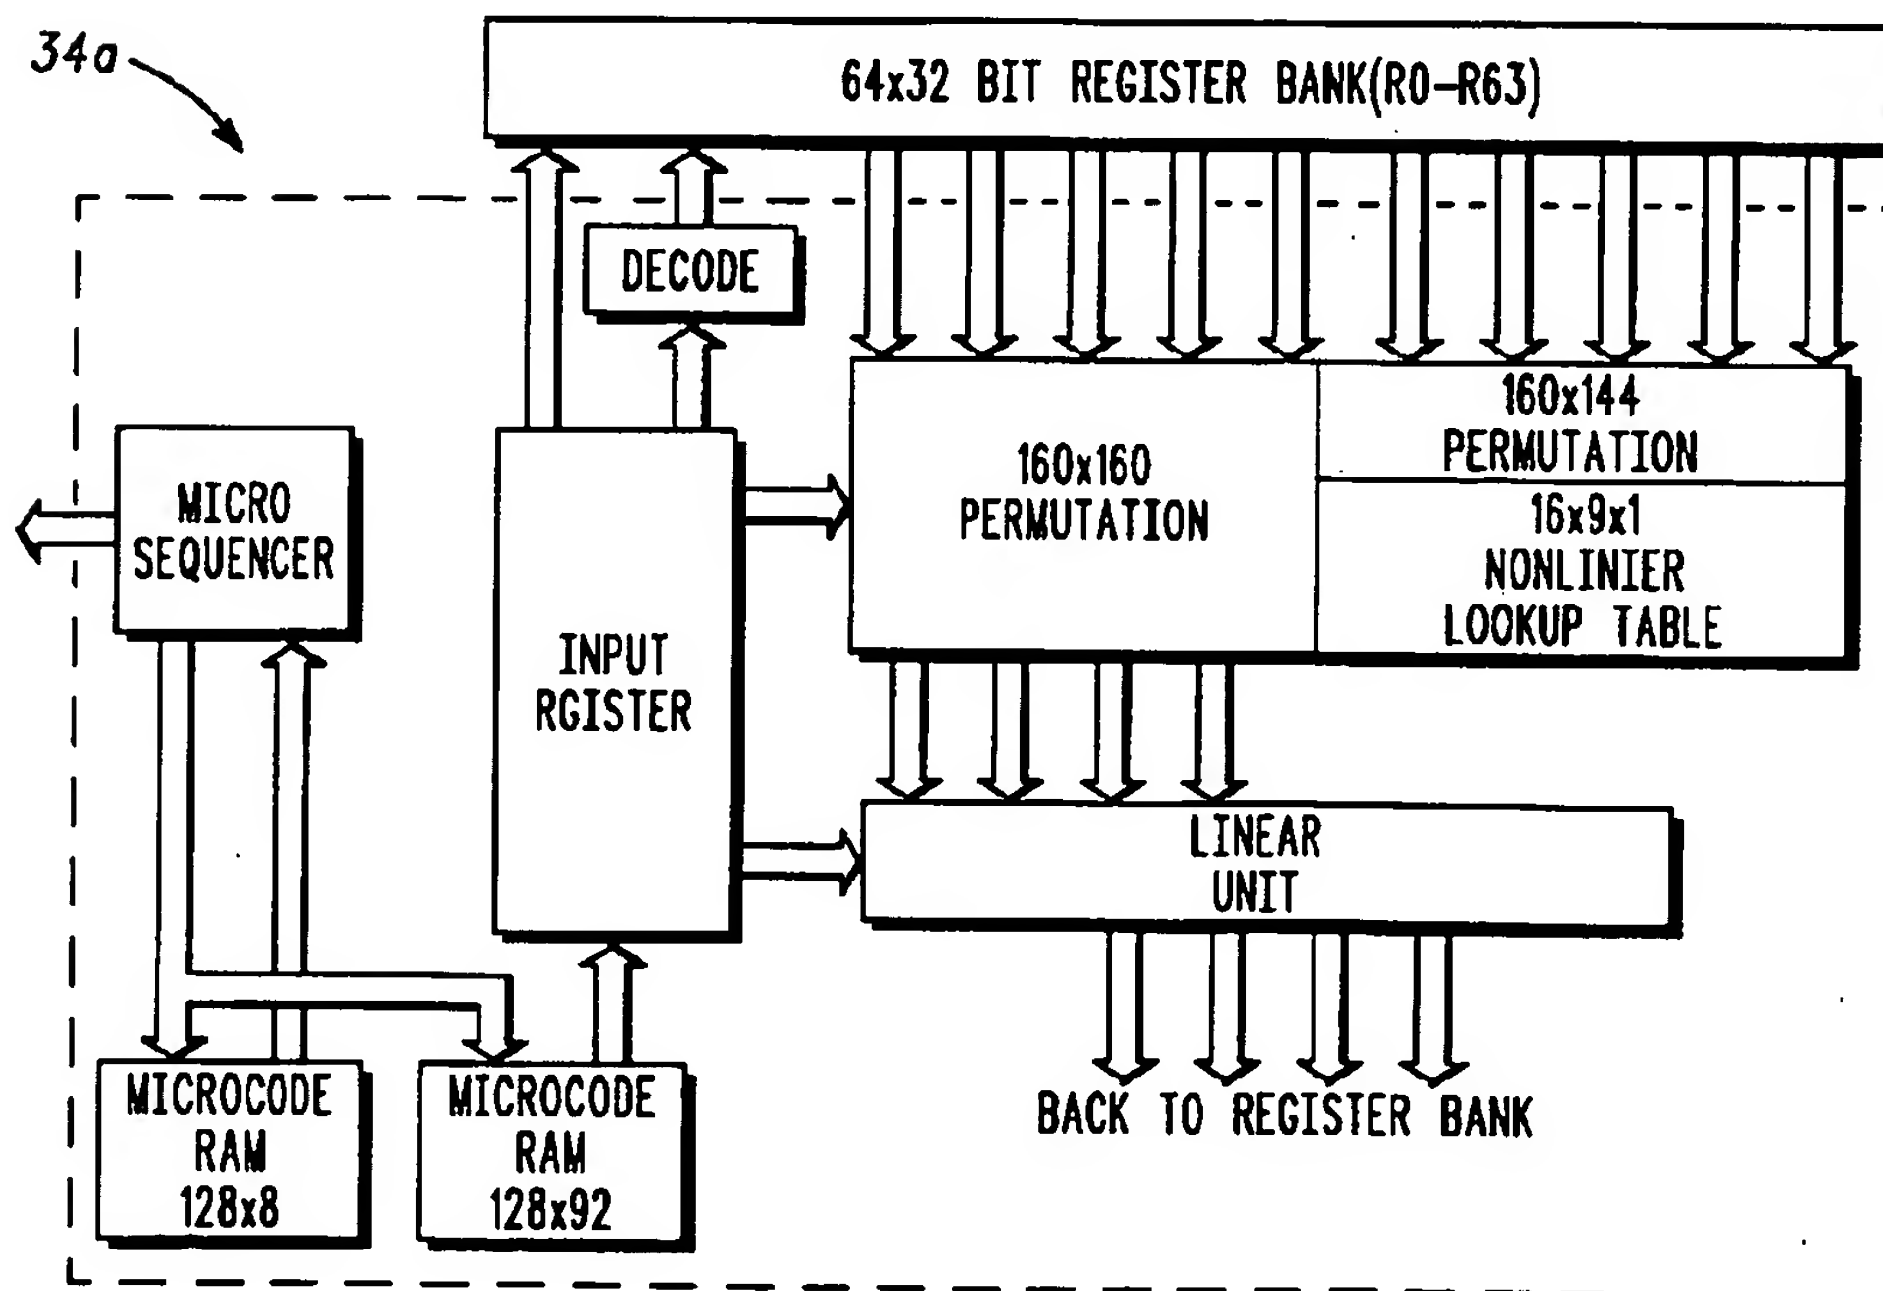 34a
64x32 BIT REGISTER BANK(R0-R63)
DECODE
160x160
PERMUTATION
160x144
PERMUTATION
16x9x1
NONLINIER
LOOKUP TABLE
MICRO
SEQUENCER
INPUT
RGISTER
LINEAR
UNIT
MICROCODE
RAM
128x8
MICROCODE
RAM
128x92
BACK TO REGISTER BANK